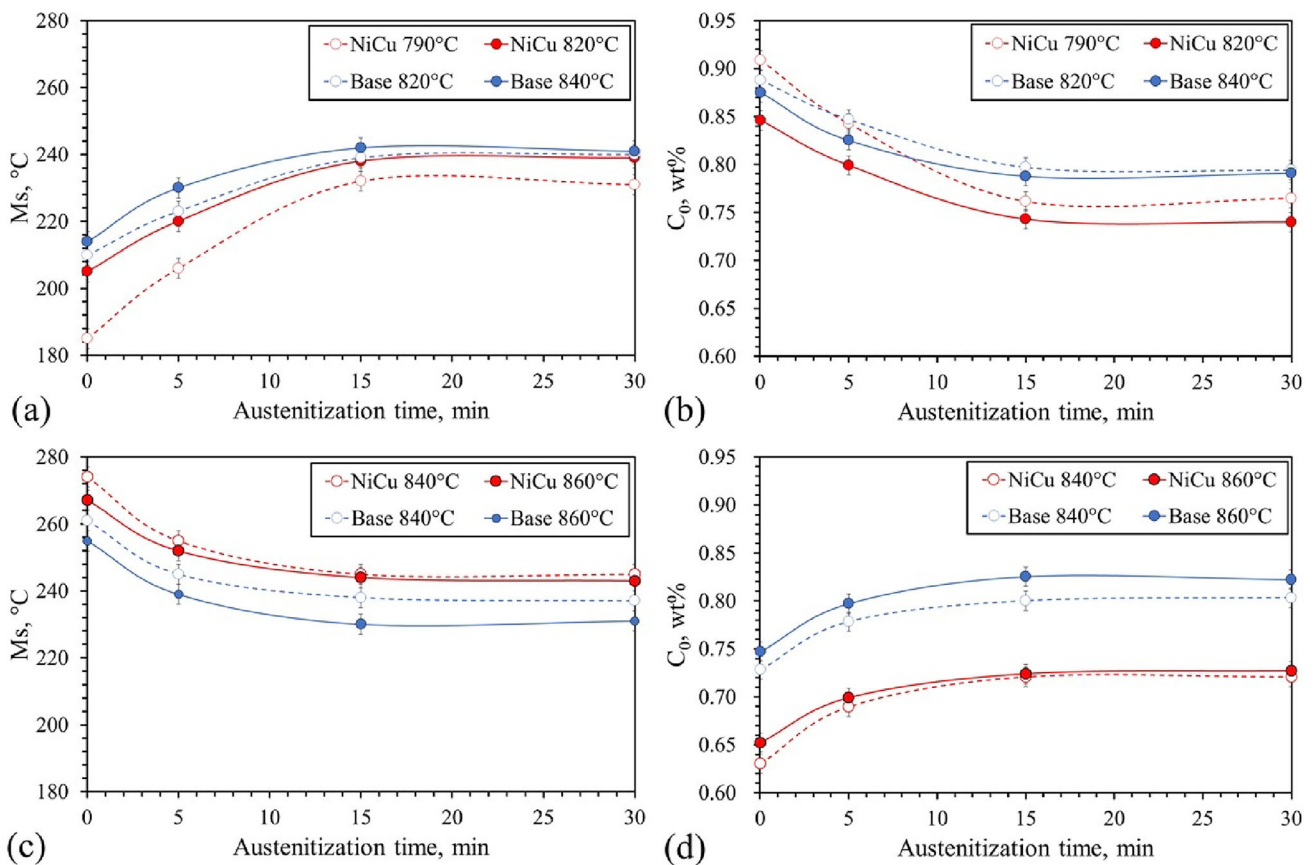 280
260
240
220
200
180
Ms, °C
NiCu 790°C
NiCu 820°C
Base 820°C
Base 840°C
0 5 10 15 20 25 30
(a)
Austenitization time, min
0.95
0.90
0.85
0.80
0.75
0.70
0.65
0.60
C₀, wt%
NiCu 790°C
NiCu 820°C
Base 820°C
Base 840°C
0 5 10 15 20 25 30
(b)
Austenitization time, min
280
260
240
220
200
180
Ms, °C
NiCu 840°C
NiCu 860°C
Base 840°C
Base 860°C
0 5 10 15 20 25 30
(c)
Austenitization time, min
0.95
0.90
0.85
0.80
0.75
0.70
0.65
0.60
C₀, wt%
NiCu 840°C
NiCu 860°C
Base 840°C
Base 860°C
0 5 10 15 20 25 30
(d)
Austenitization time, min